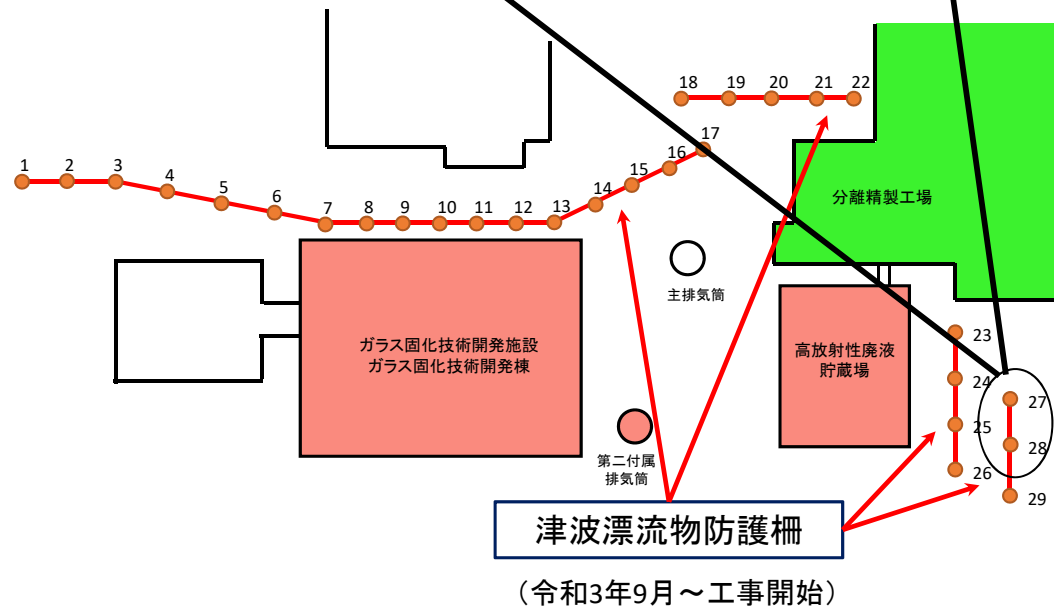 18 19 20 21 22
17
16
15
14
1 2 3
4
5
6
7 8 9 10 11 12 13
分離精製工場
主排気筒
ガラス固化技術開発施設
ガラス固化技術開発棟
高放射性廃液
貯蔵場
23
24
25
26
27
28
29
第二付属
排気筒
津波漂流物防護柵
（令和3年9月～工事開始）